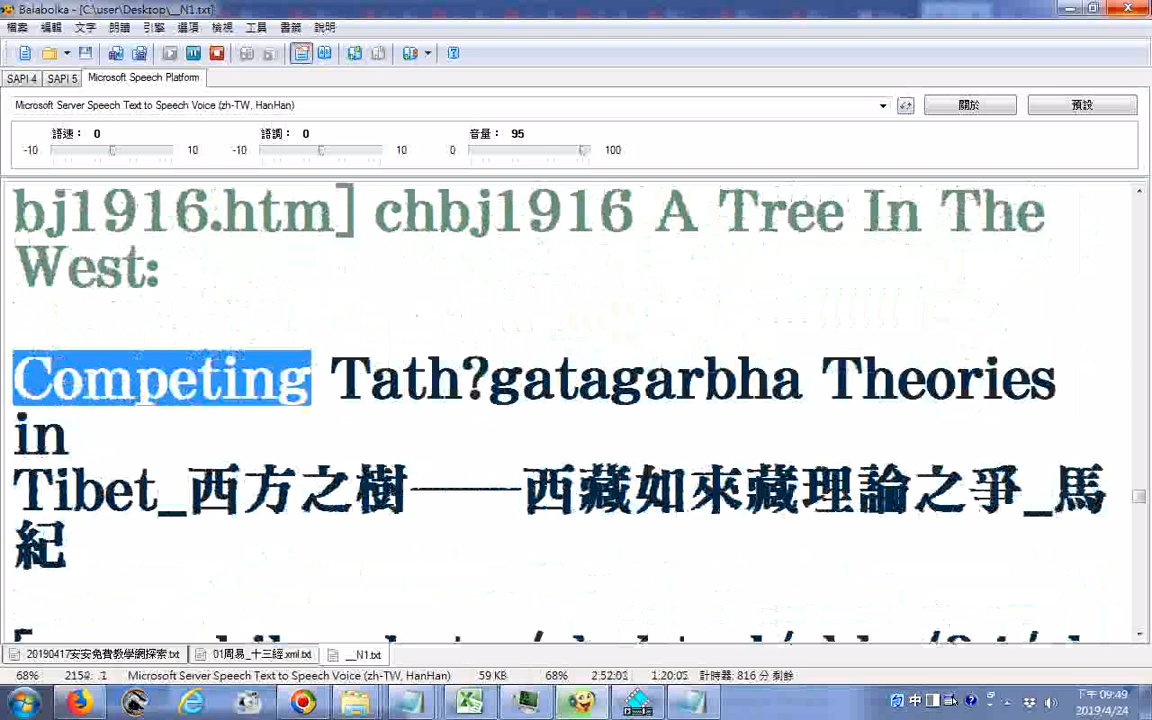 Balabolka - [C:\user\Desktop\__N1.txt]
檔案 編輯 文字 朗讀 引擎 選項 檢視 工具 書籤 說明
SAPI 4 SAPI 5 Microsoft Speech Platform
Microsoft Server Speech Text to Speech Voice (zh-TW, HanHan) 關於 預設
語速: 0 語調: 0 音量: 95
-10 10 -10 10 0 100
bj1916.htm] chbj1916 A Tree In The
West:
Competing Tath?gatagarbha Theories
in
Tibet_西方之樹——西藏如來藏理論之爭_馬
紀
20190417安安免費教學網探索.txt 01周易_十三經.xml.txt __N1.txt
68% Microsoft Server Speech Text to Speech Voice (zh-TW, HanHan) 59 KB 68% 2:52:01 1:20:03 計時器: 816 分 剩餘
中 下午 09:49
2019/4/24